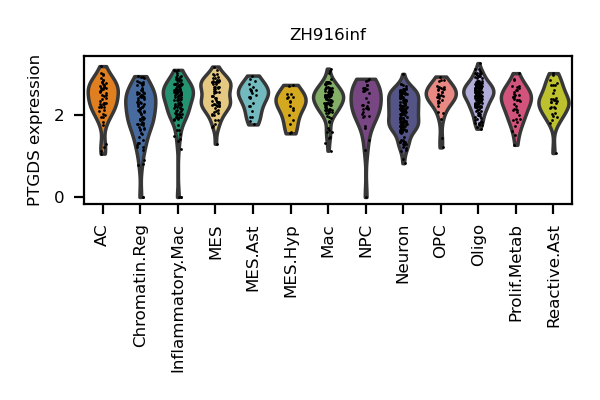 ZH916inf
PTGDS expression
2
0
AC
Chromatin.Reg
Inflammatory.Mac
MES
MES.Ast
MES.Hyp
Mac
NPC
Neuron
OPC
Oligo
Prolif.Metab
Reactive.Ast